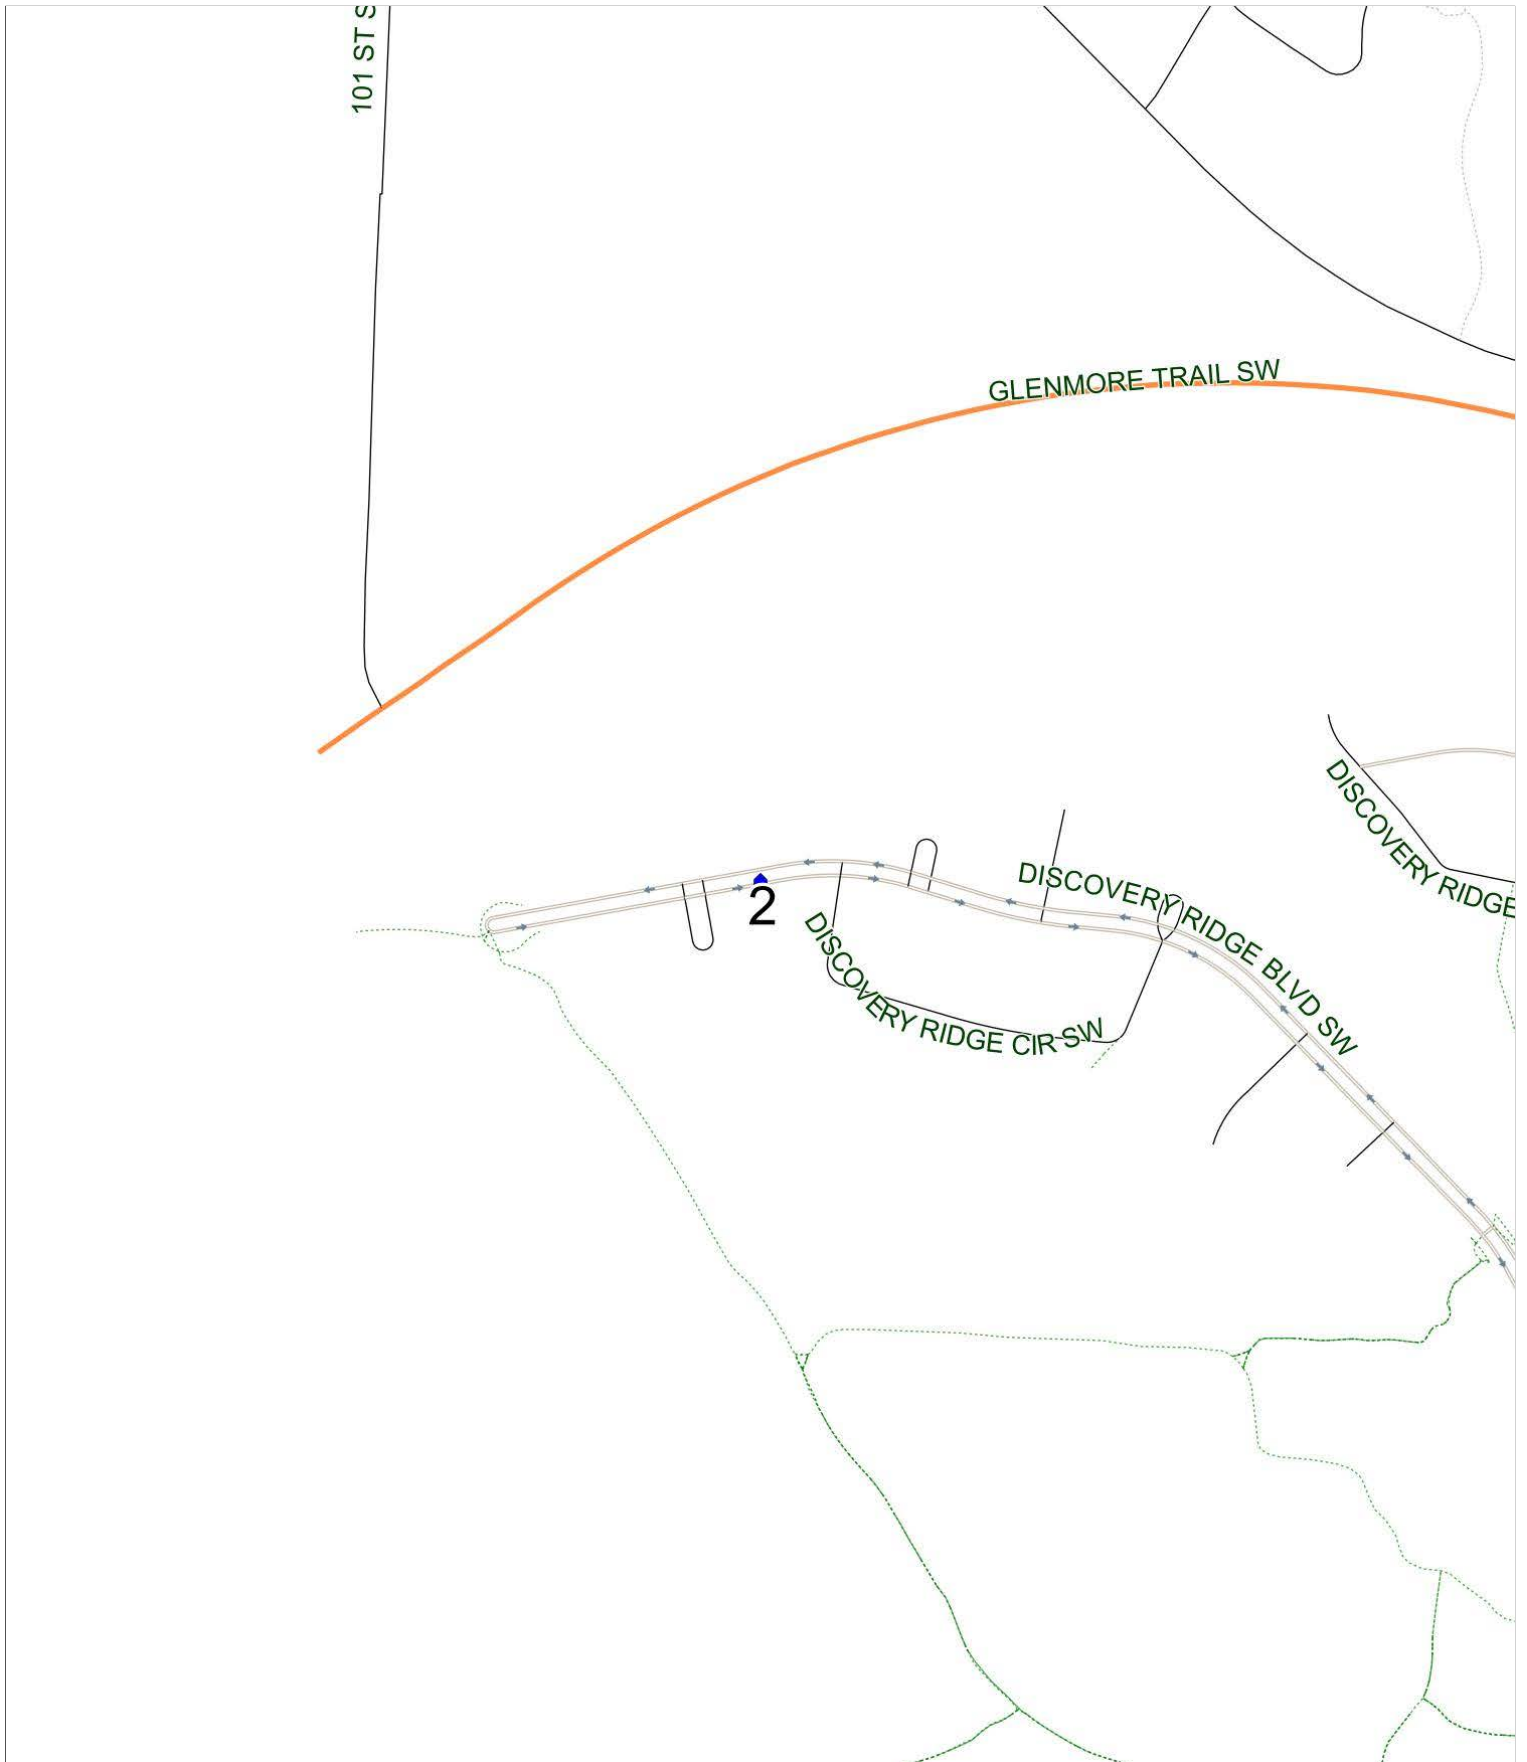 101 ST S
GLENMORE TRAIL SW
DISCOVERY RIDGE
DISCOVERY RIDGE BLVD SW
2
DISCOVERY RIDGE CIR SW